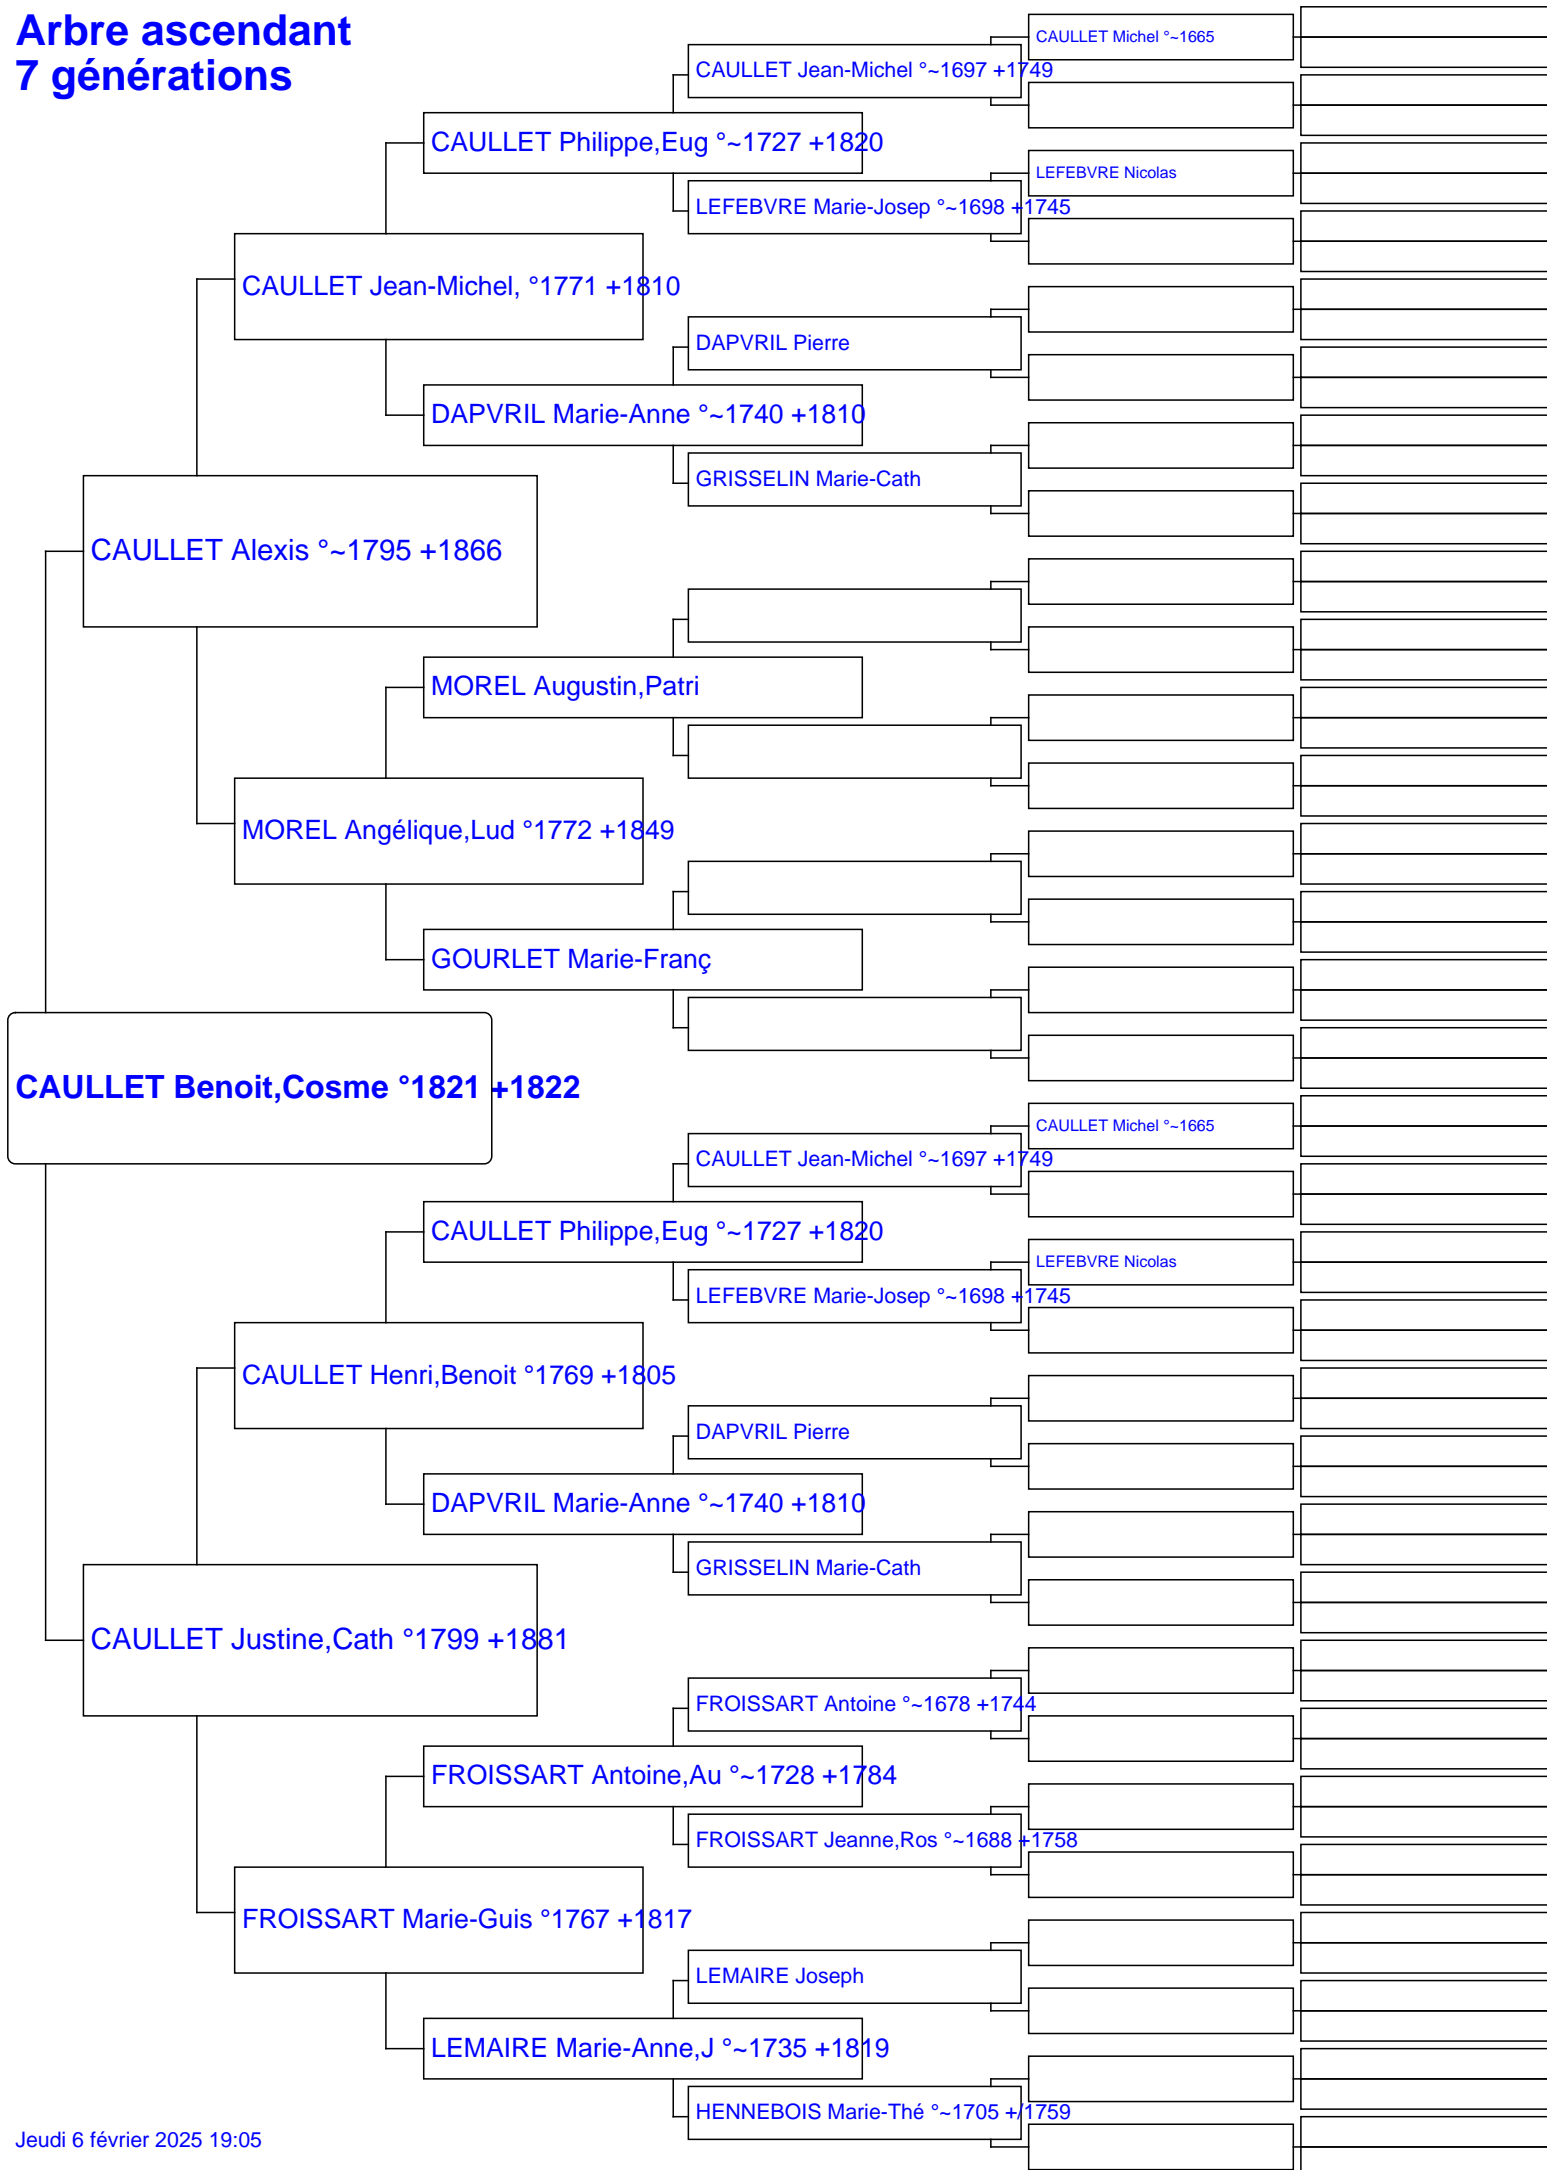 Arbre ascendant
7 générations
CAULLET Michel °~1665
CAULLET Jean-Michel °~1697 +1749
CAULLET Philippe,Eug °~1727 +1820
LEFEBVRE Nicolas
LEFEBVRE Marie-Josep °~1698 +1745
CAULLET Jean-Michel, °1771 +1810
DAPVRIL Pierre
DAPVRIL Marie-Anne °~1740 +1810
GRISSELIN Marie-Cath
CAULLET Alexis °~1795 +1866
MOREL Augustin,Patri
MOREL Angélique,Lud °1772 +1849
GOURLET Marie-Franç
CAULLET Benoit,Cosme °1821 +1822
CAULLET Michel °~1665
CAULLET Jean-Michel °~1697 +1749
CAULLET Philippe,Eug °~1727 +1820
LEFEBVRE Nicolas
LEFEBVRE Marie-Josep °~1698 +1745
CAULLET Henri,Benoit °1769 +1805
DAPVRIL Pierre
DAPVRIL Marie-Anne °~1740 +1810
GRISSELIN Marie-Cath
CAULLET Justine,Cath °1799 +1881
FROISSART Antoine °~1678 +1744
FROISSART Antoine,Au °~1728 +1784
FROISSART Jeanne,Ros °~1688 +1758
FROISSART Marie-Guis °1767 +1817
LEMAIRE Joseph
LEMAIRE Marie-Anne,J °~1735 +1819
HENNEBOIS Marie-Thé °~1705 +/1759
Jeudi 6 février 2025 19:05